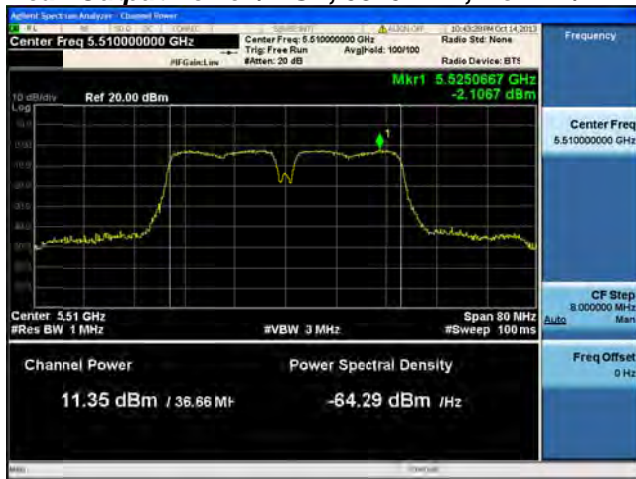 Agilent Spectrum Analyzer - Channel Power
10:43:28 PM Oct 14, 2013
Center Freq 5.510000000 GHz
Center Freq: 5.510000000 GHz
Radio Std: None
Frequency
Trig: Free Run
Avg|Hold: 100/100
#IFGain:Low
#Atten: 20 dB
Radio Device: BTS
Mkr1 5.5250667 GHz
-2.1067 dBm
10 dB/div
Ref 20.00 dBm
Log
1
Center Freq
5.510000000 GHz
Center 5.51 GHz
Span 80 MHz
#Res BW 1 MHz
#VBW 3 MHz
#Sweep 100 ms
CF Step
8.000000 MHz
Auto Man
Channel Power
Power Spectral Density
Freq Offset
0 Hz
11.35 dBm / 36.66 MH
-64.29 dBm /Hz